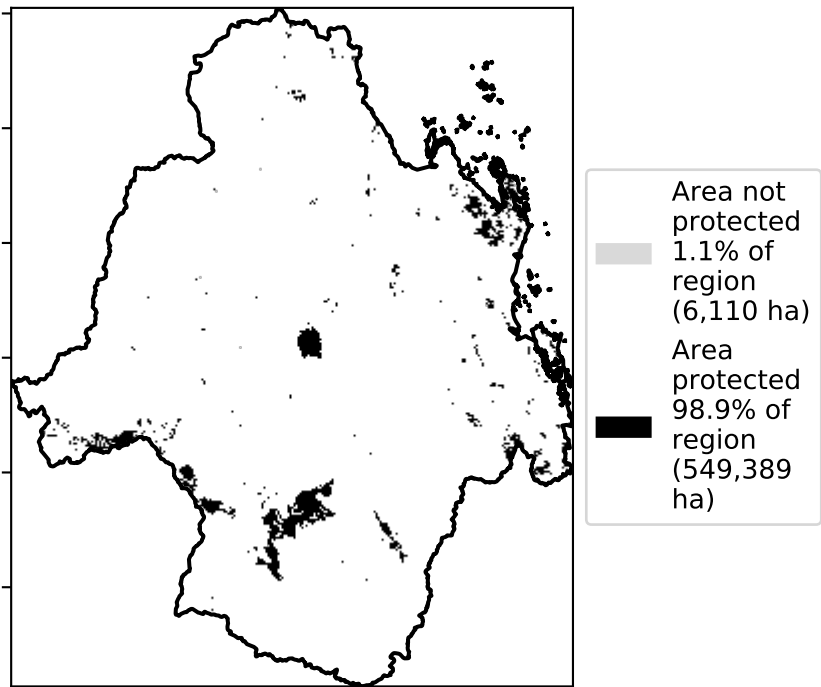 Area not
protected
1.1% of
region
(6,110 ha)
Area
protected
98.9% of
region
(549,389
ha)